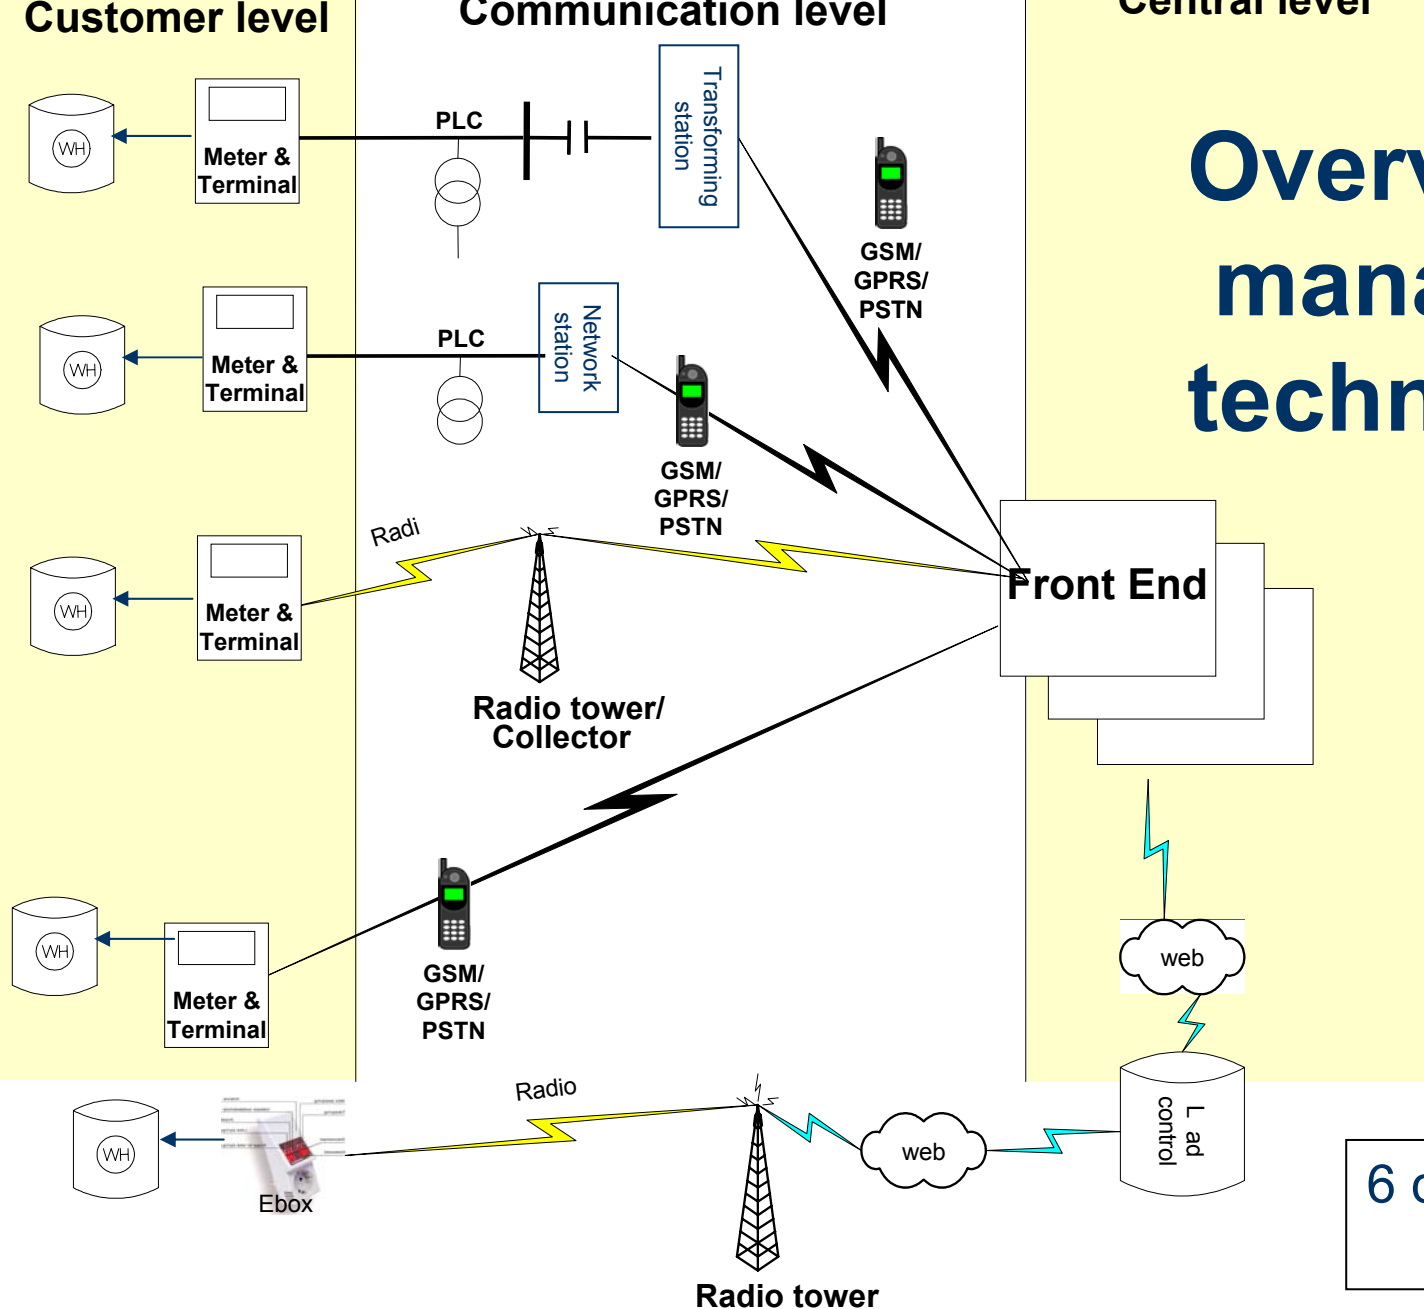 Customer level
Communication level
Central level
Overv
mana
techn
WH
Meter &
Terminal
PLC
Transforming
station
GSM/
GPRS/
PSTN
WH
Meter &
Terminal
PLC
Network
station
GSM/
GPRS/
PSTN
WH
Meter &
Terminal
Radi
Radio tower/
Collector
Front End
WH
Meter &
Terminal
GSM/
GPRS/
PSTN
web
WH
Ebox
Radio
Radio tower
web
L ad
control
6